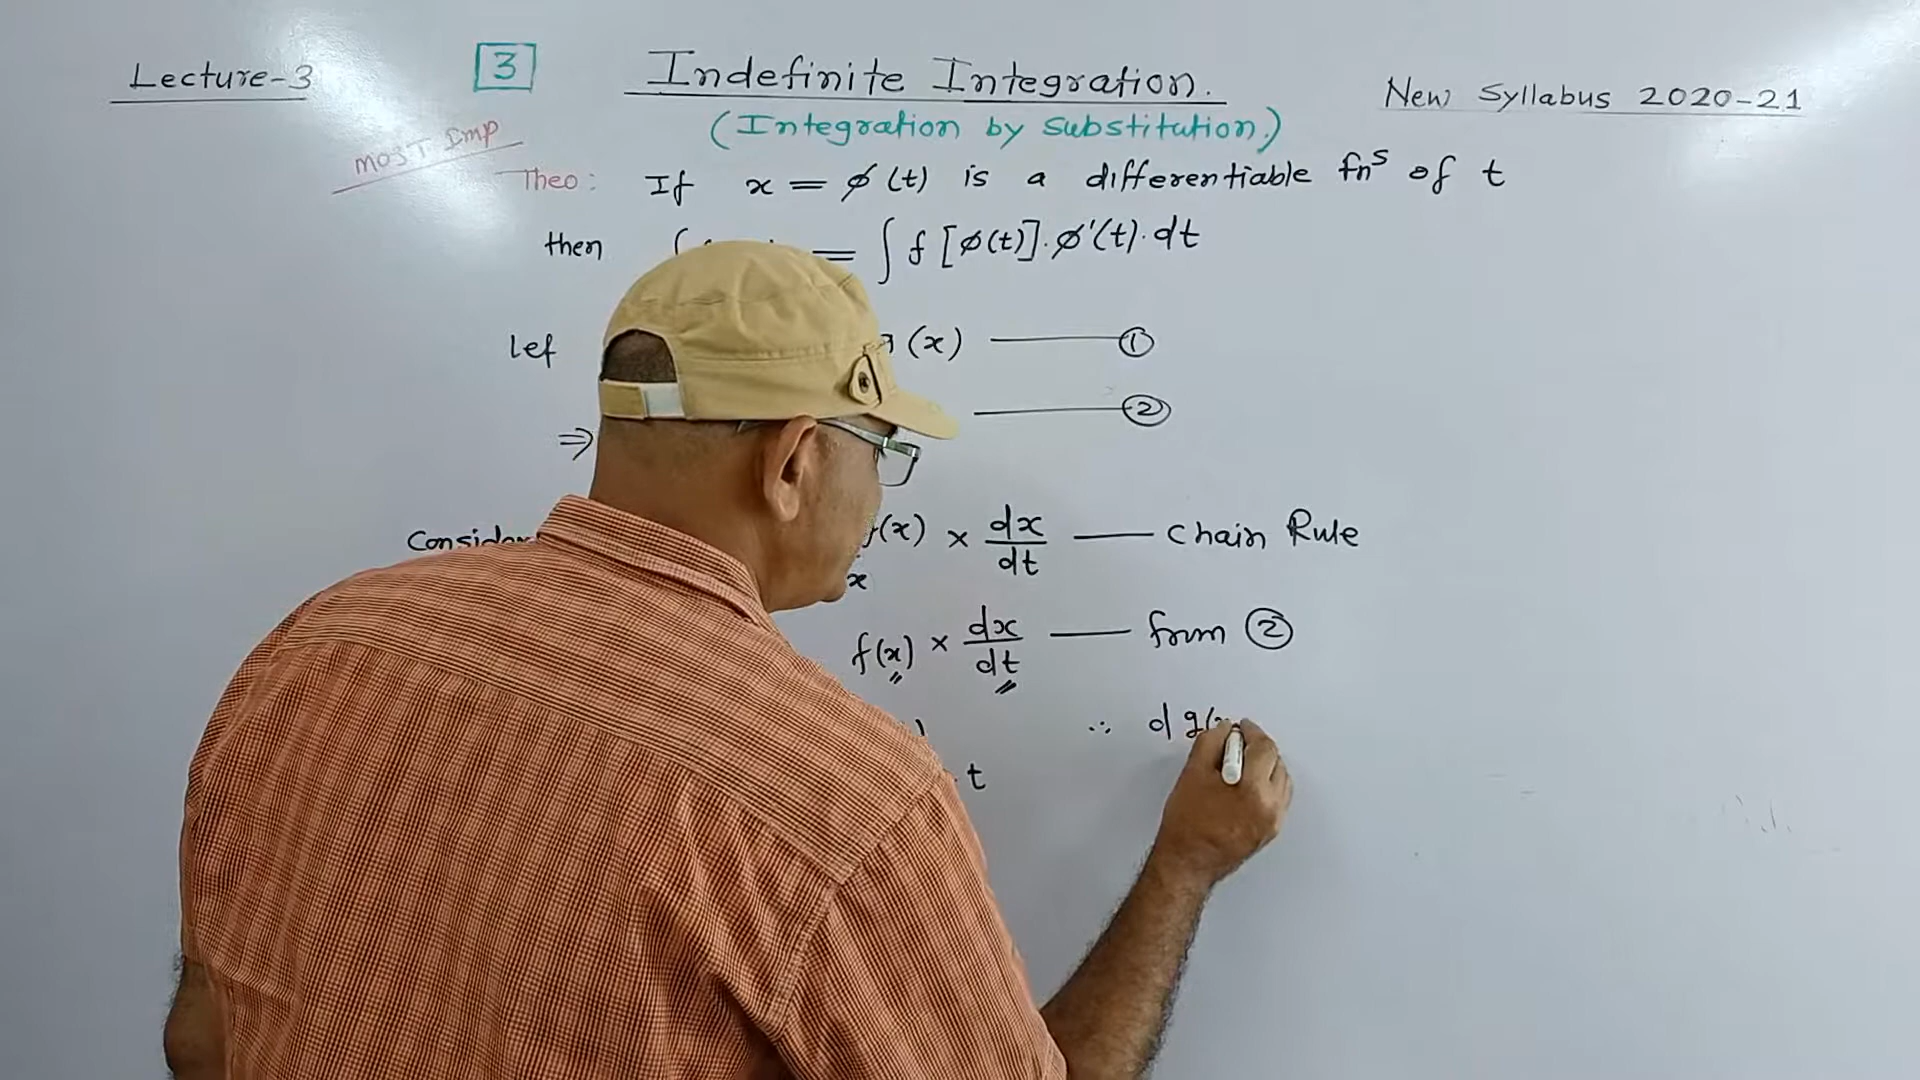 Lecture-3
3
Indefinite Integration.
New Syllabus 2020-21
(Integration by substitution.)
MOST Imp
Theo: If x = ϕ(t) is a differentiable fnˢ of t
then = ∫ f [ϕ(t)]·ϕ'(t)·dt
Let (x) ——— ①
⇒ ——— ②
Consider f(x) × dx/dt —— Chain Rule
x
f(x) × dx/dt —— form ②
∴ d g(x
t